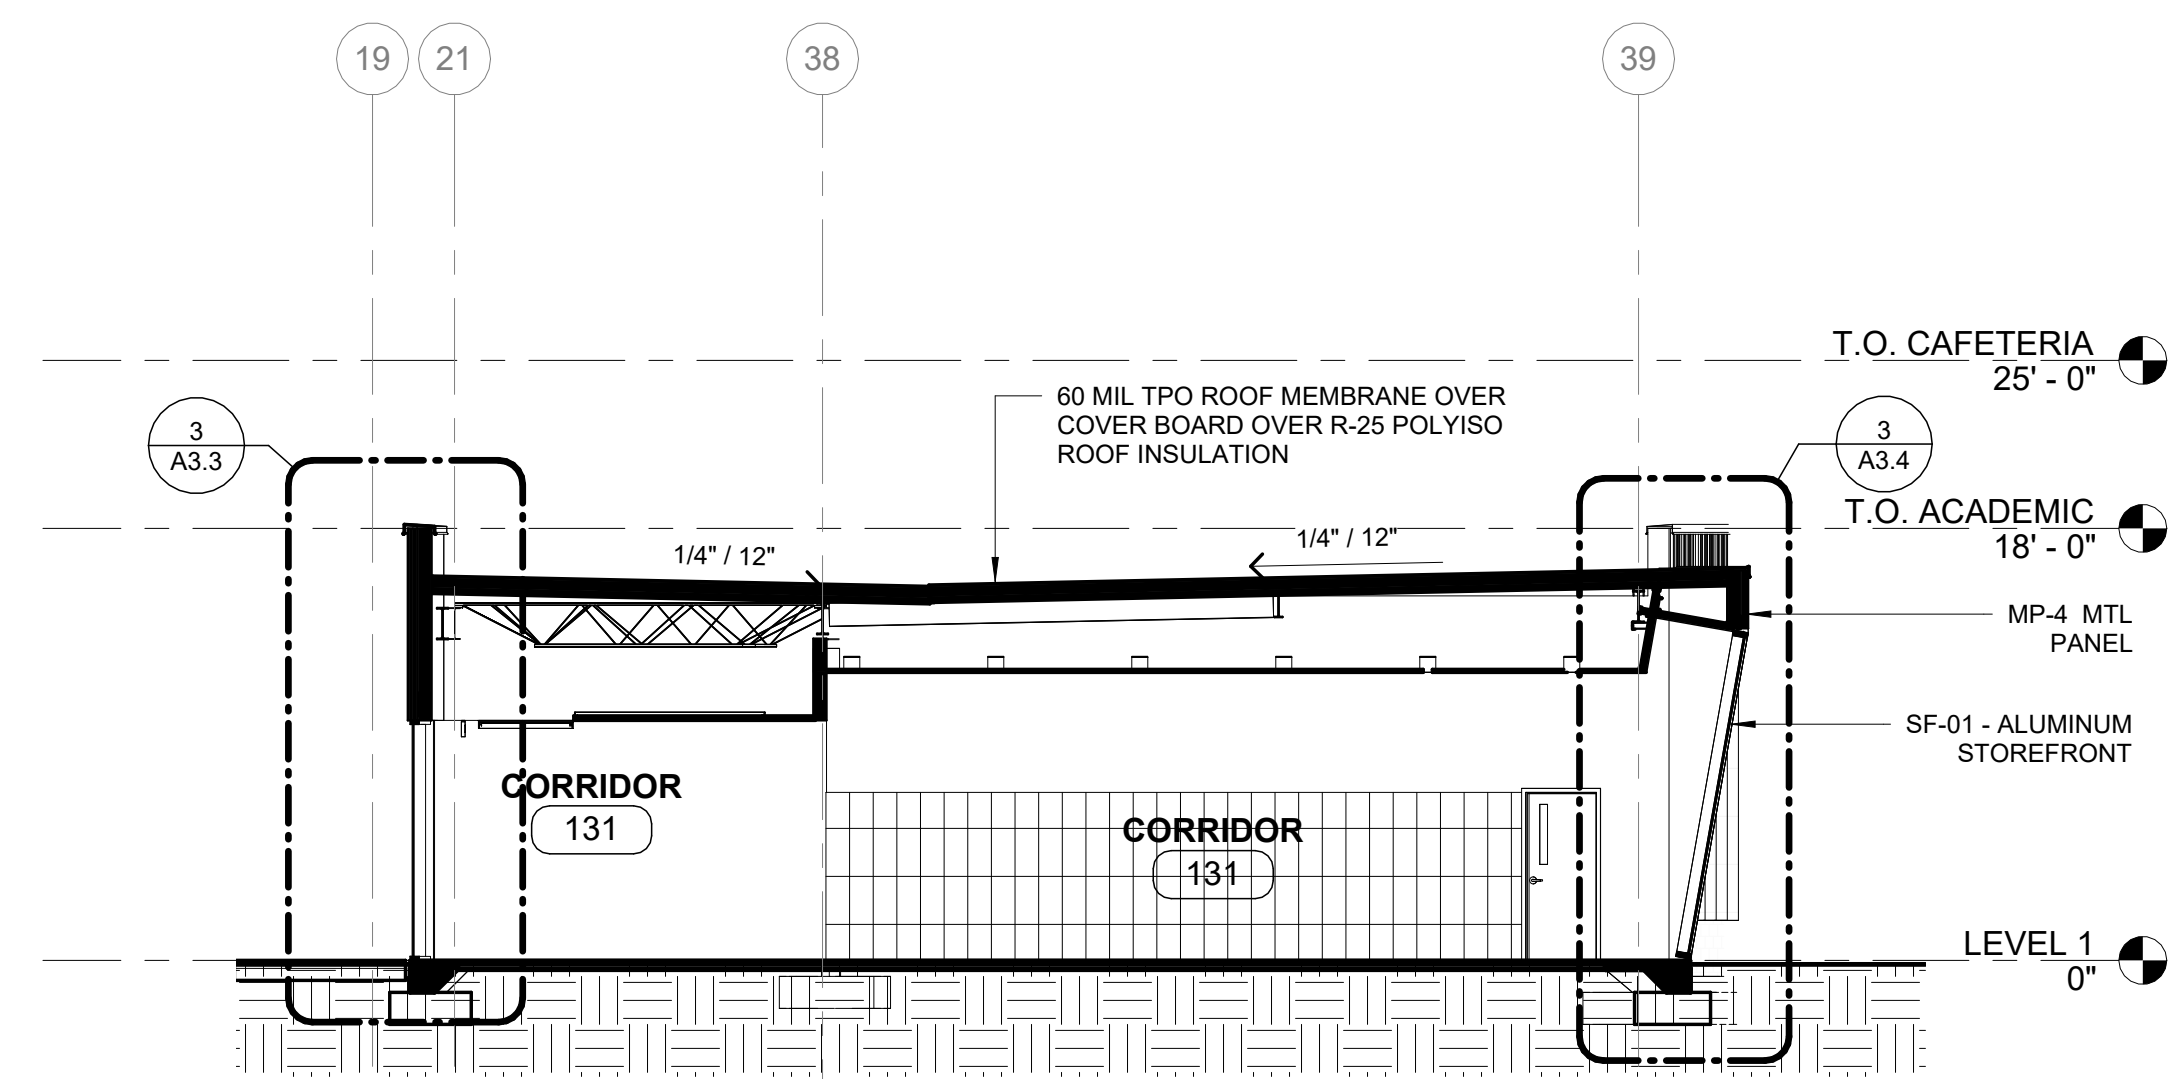 19
21
38
39
T.O. CAFETERIA
25' - 0"
60 MIL TPO ROOF MEMBRANE OVER
COVER BOARD OVER R-25 POLYISO
ROOF INSULATION
3
A3.3
3
A3.4
T.O. ACADEMIC
18' - 0"
1/4" / 12"
1/4" / 12"
MP-4 MTL
PANEL
SF-01 - ALUMINUM
STOREFRONT
CORRIDOR
131
CORRIDOR
131
LEVEL 1
0"